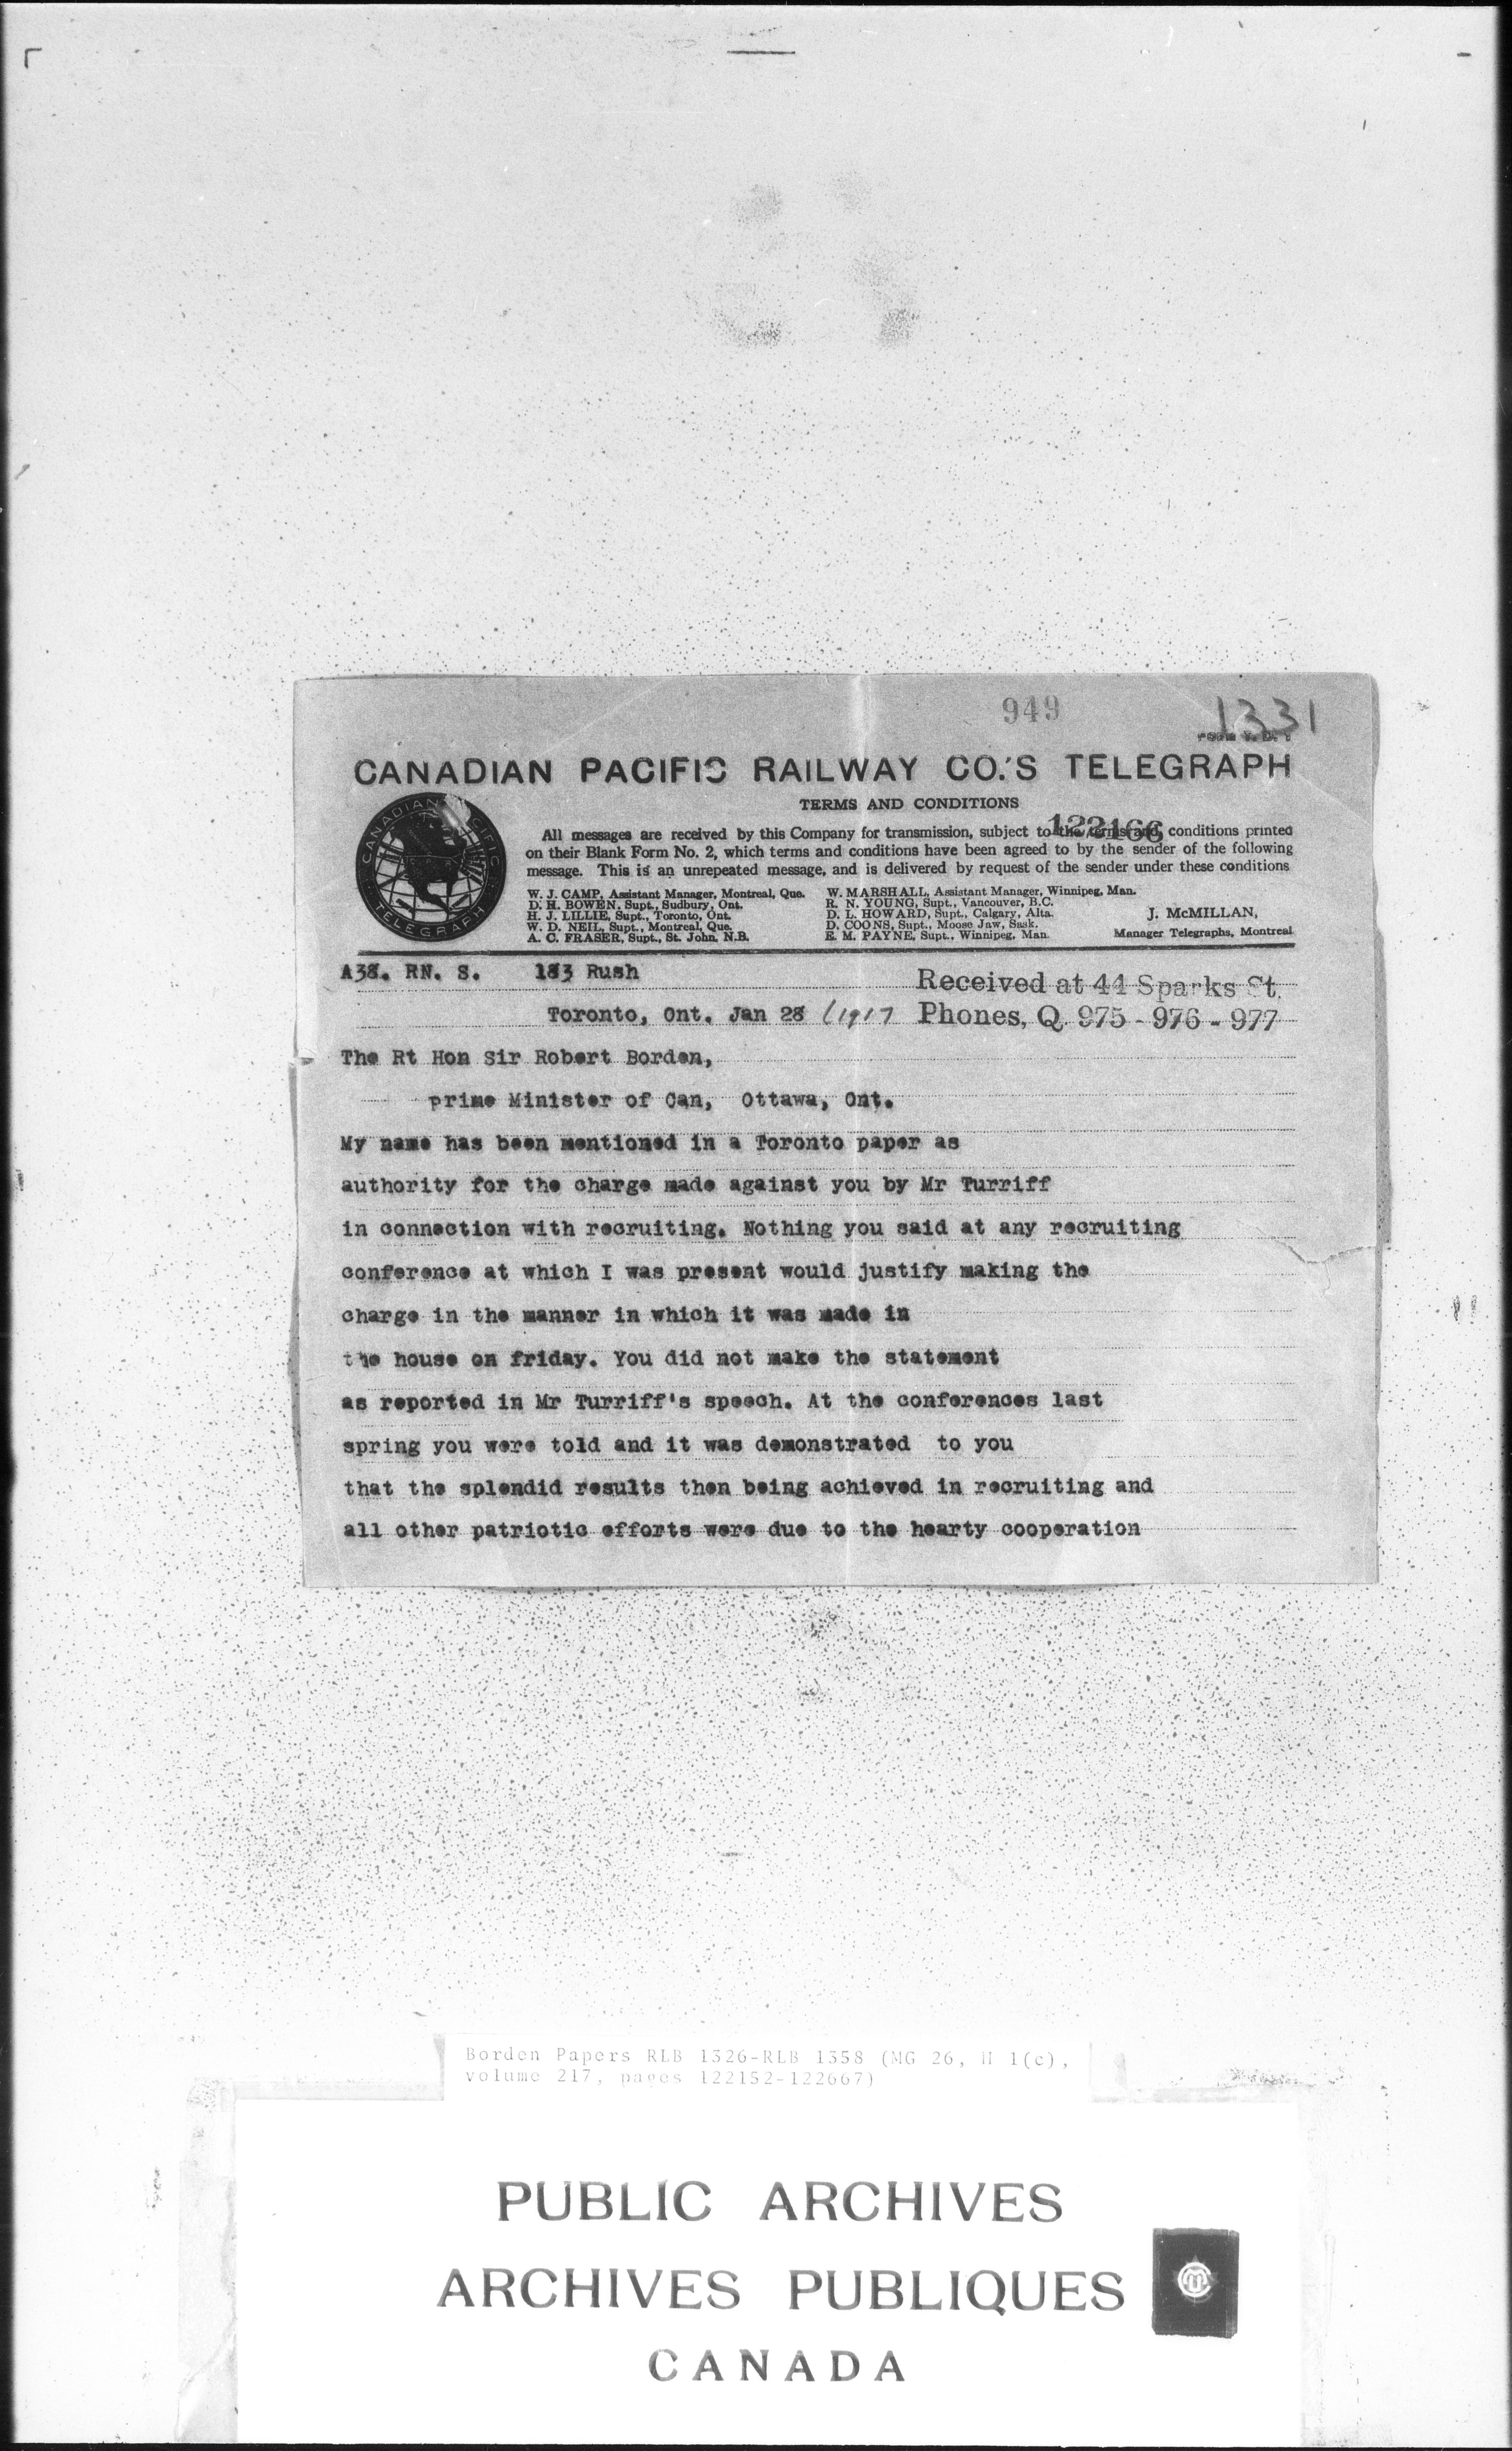 949
1331
CANADIAN PACIFIC RAILWAY CO.'S TELEGRAPH
TERMS AND CONDITIONS
122166
All messages are received by this Company for transmission, subject to the terms and conditions printed
on their Blank Form No. 2, which terms and conditions have been agreed to by the sender of the following
message. This is an unrepeated message, and is delivered by request of the sender under these conditions
CANADIAN PACIFIC
TELEGRAPH
W. J. CAMP, Assistant Manager, Montreal, Que.
D. H. BOWEN, Supt., Sudbury, Ont.
H. J. LILLIE, Supt., Toronto, Ont.
W. D. NEIL, Supt., Montreal, Que.
A. C. FRASER, Supt., St. John, N.B.
W. MARSHALL, Assistant Manager, Winnipeg, Man.
R. N. YOUNG, Supt., Vancouver, B.C.
D. L. HOWARD, Supt., Calgary, Alta.
D. COONS, Supt., Moose Jaw, Sask.
E. M. PAYNE, Supt., Winnipeg, Man.
J. McMILLAN,
Manager Telegraphs, Montreal
A38. RN. S. 183 Rush
Received at 44 Sparks St.
Toronto, Ont. Jan 28 /1917 Phones, Q. 975 - 976 - 977
The Rt Hon Sir Robert Borden,
prime Minister of Can, Ottawa, Ont.
My name has been mentioned in a Toronto paper as
authority for the charge made against you by Mr Turriff
in connection with recruiting. Nothing you said at any recruiting
conference at which I was present would justify making the
charge in the manner in which it was made in
the house on friday. You did not make the statement
as reported in Mr Turriff's speech. At the conferences last
spring you were told and it was demonstrated to you
that the splendid results then being achieved in recruiting and
all other patriotic efforts were due to the hearty cooperation
Borden Papers RLB 1326-RLB 1358 (MG 26, H 1(c),
volume 217, pages 122152-122667)
PUBLIC ARCHIVES
ARCHIVES PUBLIQUES
CANADA